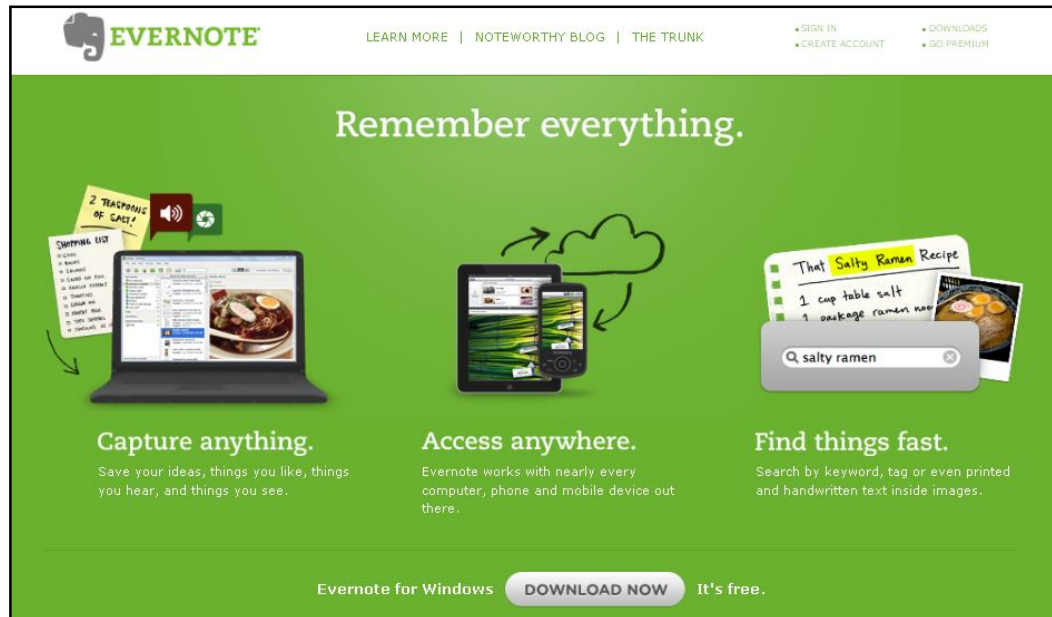 EVERNOTE
LEARN MORE | NOTEWORTHY BLOG | THE TRUNK
SIGN IN
CREATE ACCOUNT
DOWNLOADS
GO PREMIUM
Remember everything.
2 TEASPOONS
OF SALT!
SHOPPING LIST
That Salty Ramen Recipe
1 cup table salt
1 package ramen
salty ramen
Capture anything.
Save your ideas, things you like, things
you hear, and things you see.
Access anywhere.
Evernote works with nearly every
computer, phone and mobile device out
there.
Find things fast.
Search by keyword, tag or even printed
and handwritten text inside images.
Evernote for Windows DOWNLOAD NOW It's free.